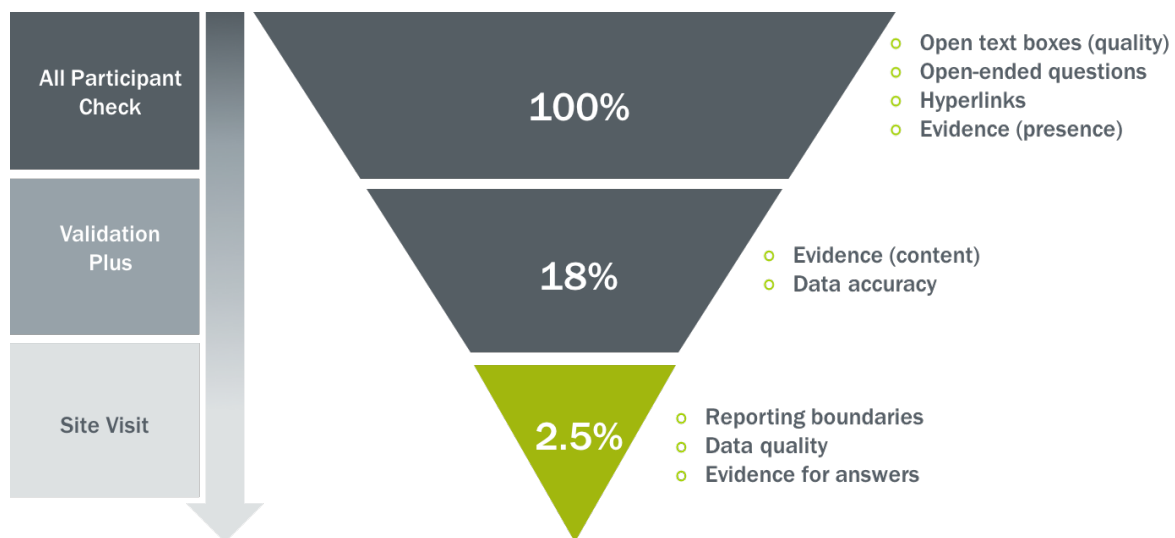 All Participant
Check
100%
o Open text boxes (quality)
o Open-ended questions
o Hyperlinks
o Evidence (presence)
Validation
Plus
18%
o Evidence (content)
o Data accuracy
Site Visit
2.5%
o Reporting boundaries
o Data quality
o Evidence for answers